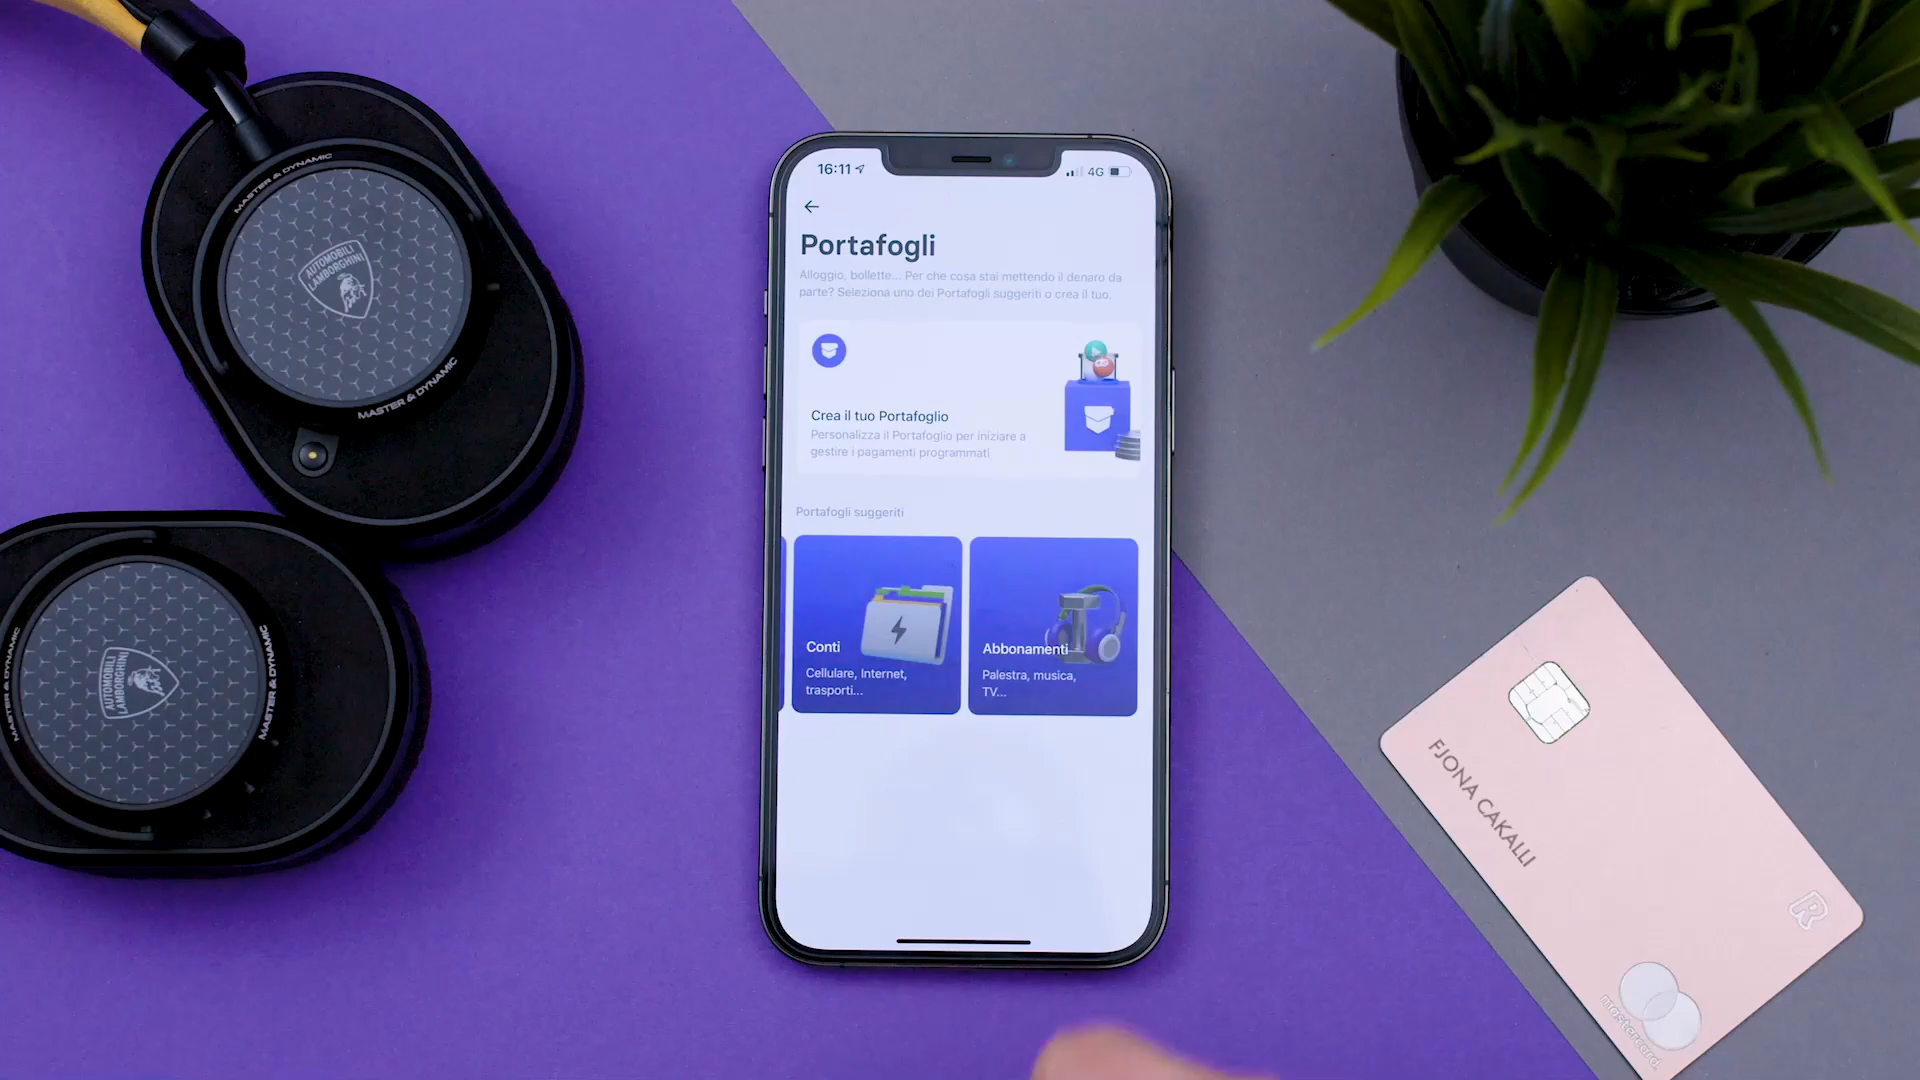 MASTER & DYNAMIC
AUTOMOBILI
LAMBORGHINI
MASTER & DYNAMIC
MASTER & DYNAMIC
AUTOMOBILI
LAMBORGHINI
MASTER & DYNAMIC
16:11
4G
Portafogli
Alloggio, bollette... Per che cosa stai mettendo il denaro da
parte? Seleziona uno dei Portafogli suggeriti o crea il tuo.
Crea il tuo Portafoglio
Personalizza il Portafoglio per iniziare a
gestire i pagamenti programmati
Portafogli suggeriti
Conti
Cellulare, Internet,
trasporti...
Abbonamenti
Palestra, musica,
TV...
FJONA CAKALLI
R
mastercard